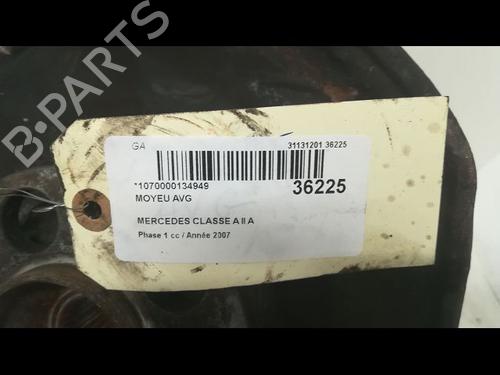 B-PARTS
GA 31131201 36225
*1070000134949 36225
MOYEU AVG
MERCEDES CLASSE A II A
Phase 1 cc / Année 2007